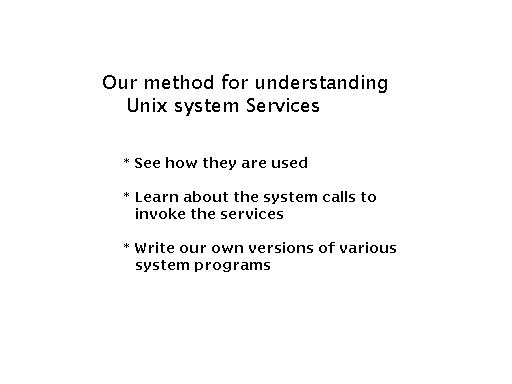 Our method for understanding
Unix system Services
* See how they are used
* Learn about the system calls to
invoke the services
* Write our own versions of various
system programs